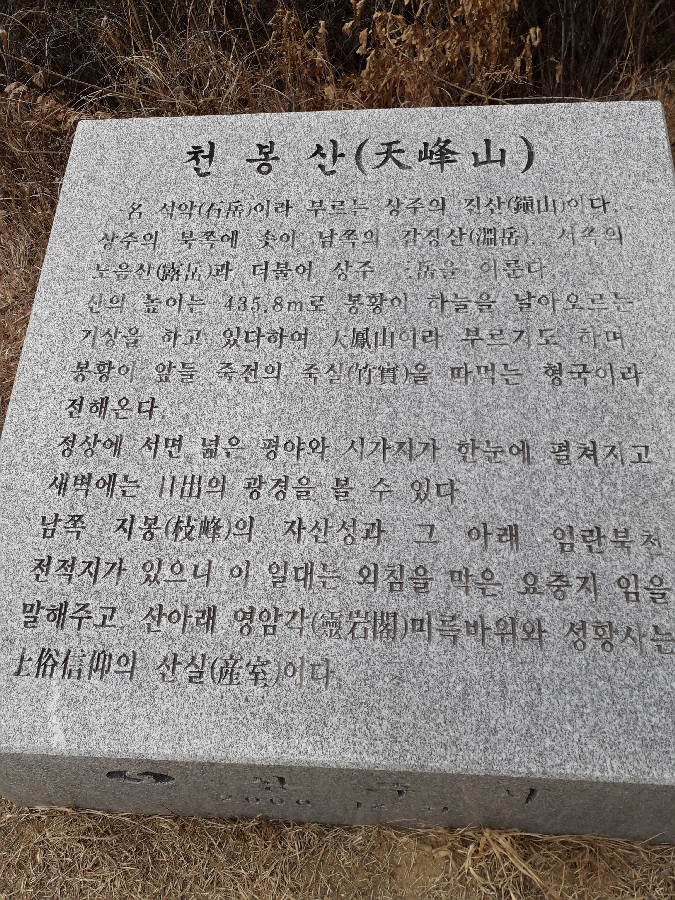 천봉산(天峰山)
名 석악(石岳)이라 부르는 상주의 진산(鎭山)이다.
상주의 북쪽에 솟아 남쪽의 갑장산(淵岳), 서쪽의
노음산(露岳)과 더불어 상주 三岳을 이룬다
산의 높이는 435.8m로 봉황이 하늘을 날아오르는
기상을 하고 있다하여 大鳳山이라 부르기도 하며
봉황이 앞들 죽전의 죽실(竹實)을 따먹는 형국이라
전해온다.
정상에 서면 넓은 평야와 시가지가 한눈에 펼쳐지고
새벽에는 日出의 광경을 볼 수 있다
남쪽 지봉(枝峰)의 자산성과 그 아래 임란북천
전적지가 있으니 이 일대는 외침을 막은 요충지 임을
말해주고 산아래 영암각(靈岩閣)미륵바위와 성황사는
土俗信仰의 산실(産室)이다